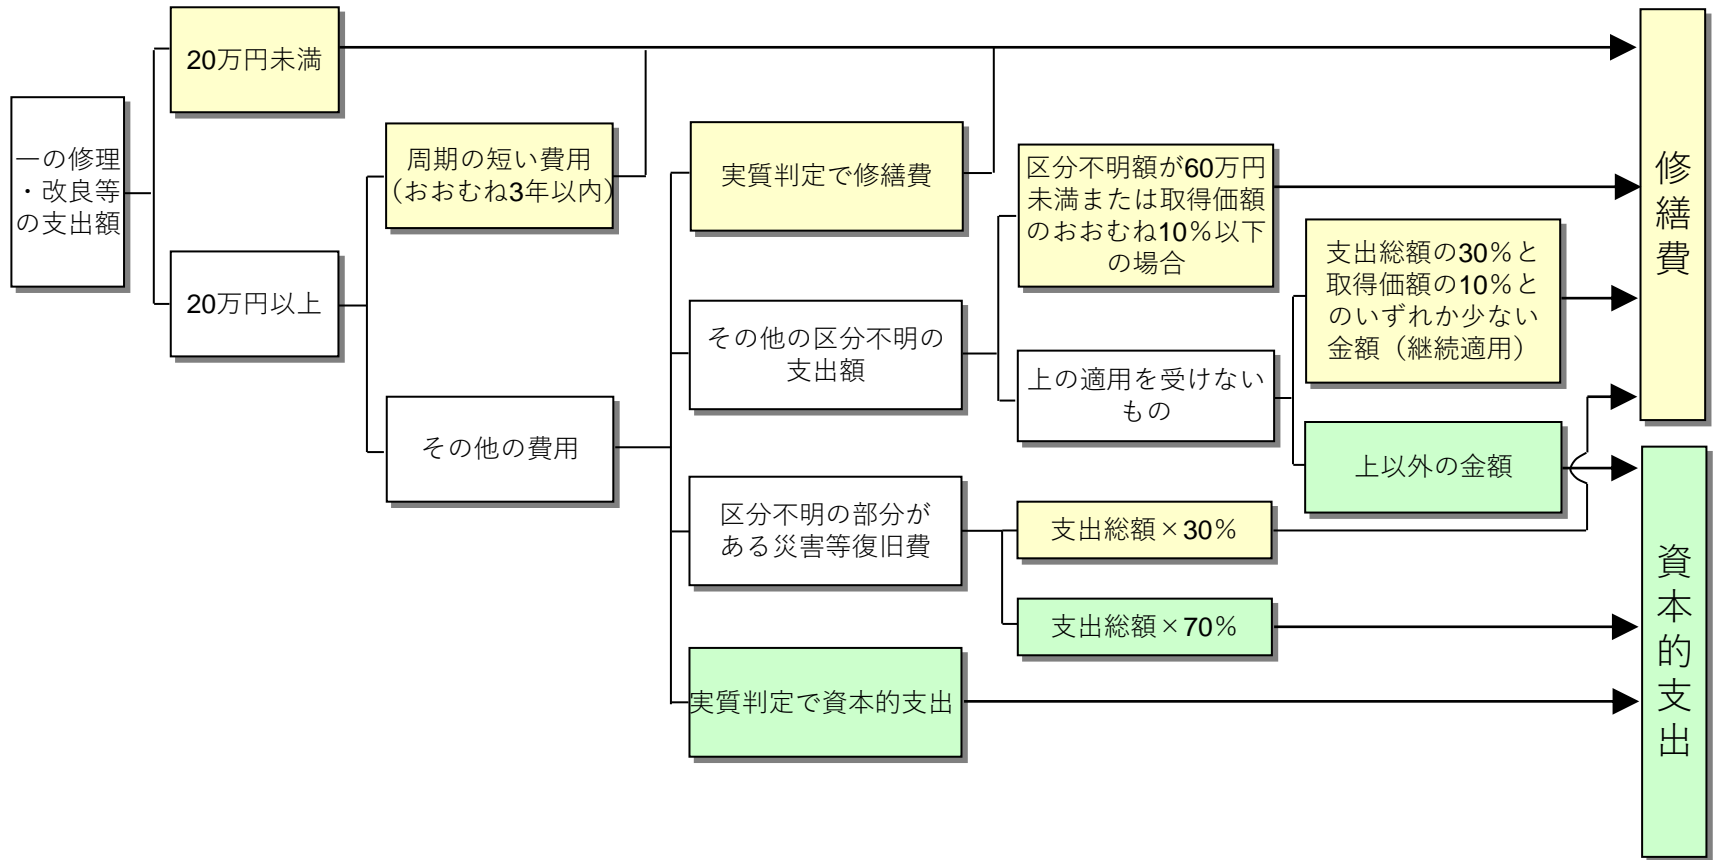 一の修理
・改良等
の支出額
20万円未満
20万円以上
周期の短い費用
(おおむね3年以内)
その他の費用
実質判定で修繕費
その他の区分不明の
支出額
区分不明の部分が
ある災害等復旧費
実質判定で資本的支出
区分不明額が60万円
未満または取得価額
のおおむね10％以下
の場合
上の適用を受けない
もの
支出総額×30％
支出総額×70％
支出総額の30％と
取得価額の10％と
のいずれか少ない
金額（継続適用）
上以外の金額
修繕費
資本的支出